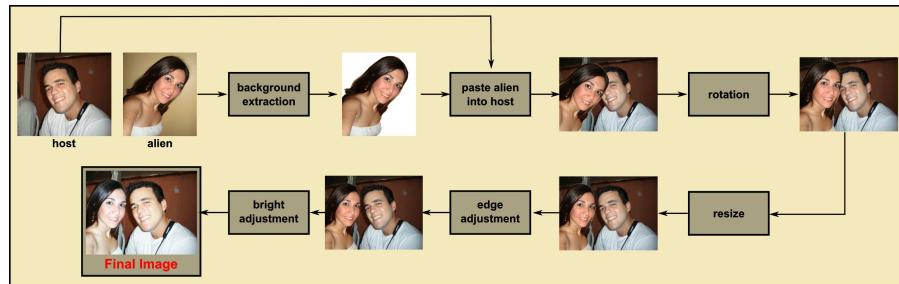 host
alien
background
extraction
paste alien
into host
rotation
resize
edge
adjustment
bright
adjustment
Final Image